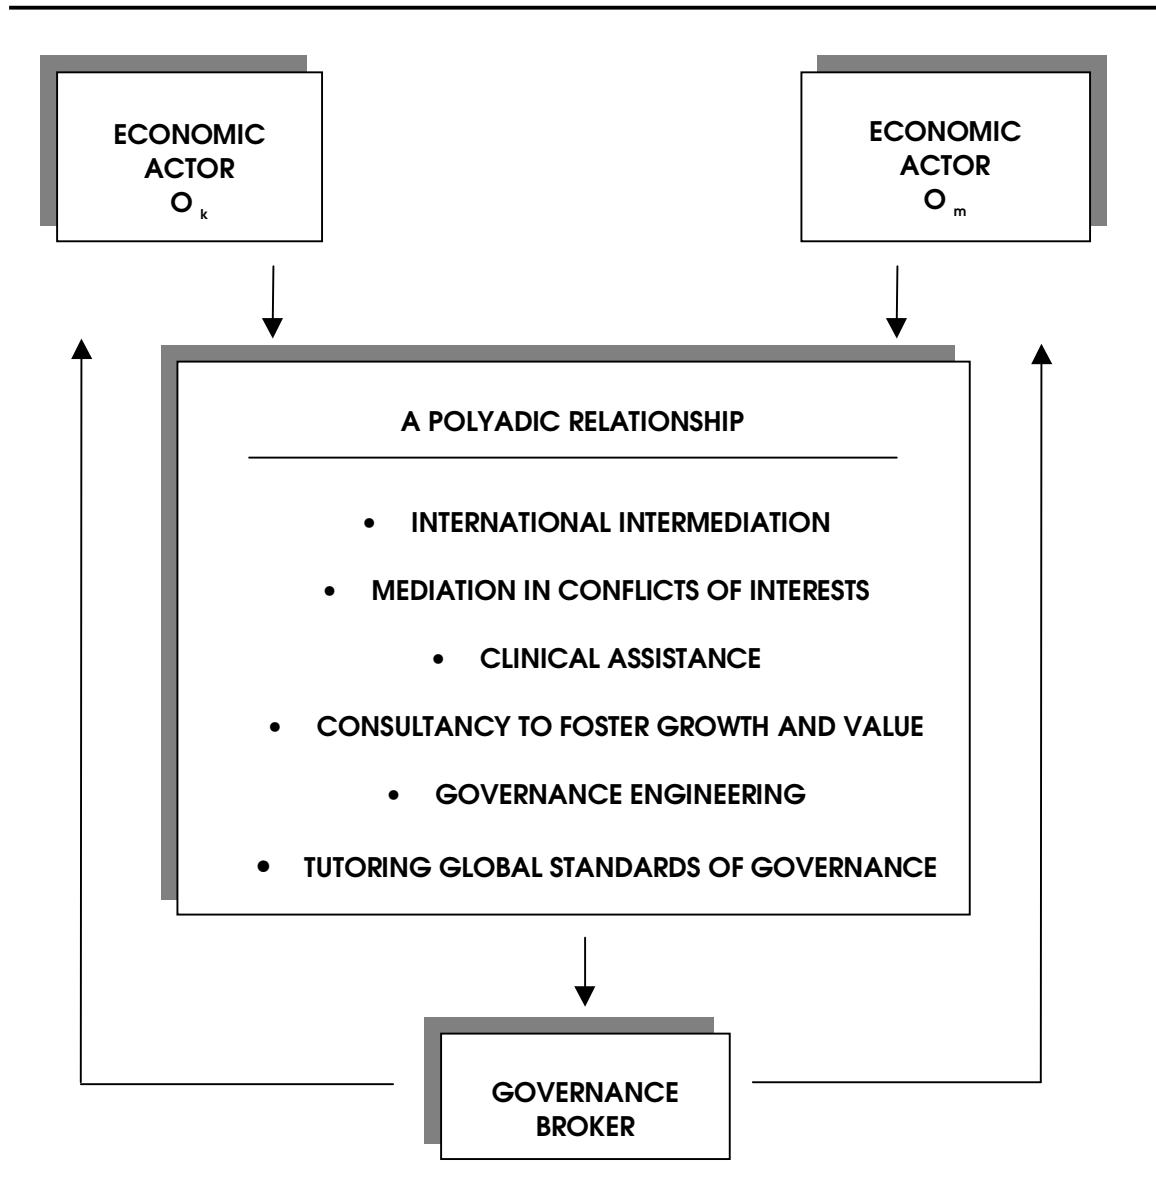 ECONOMIC
ACTOR
O k
ECONOMIC
ACTOR
O m
A POLYADIC RELATIONSHIP
• INTERNATIONAL INTERMEDIATION
• MEDIATION IN CONFLICTS OF INTERESTS
• CLINICAL ASSISTANCE
• CONSULTANCY TO FOSTER GROWTH AND VALUE
• GOVERNANCE ENGINEERING
• TUTORING GLOBAL STANDARDS OF GOVERNANCE
GOVERNANCE
BROKER